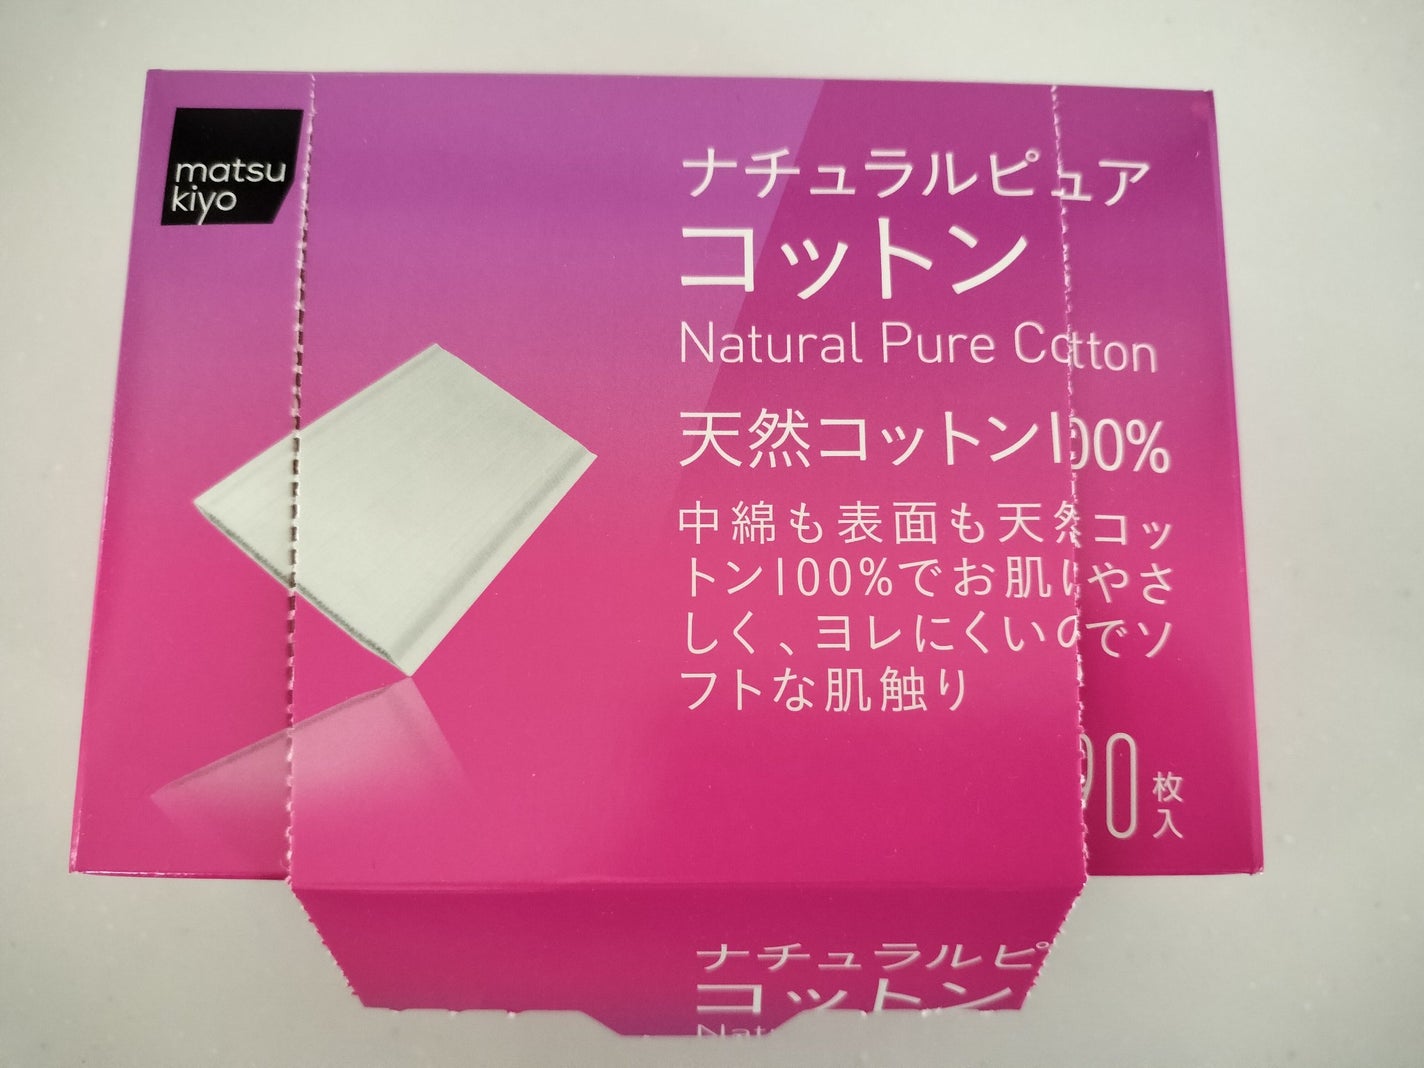 matsu
kiyo
ナチュラルピュア
コットン
Natural Pure Cotton
天然コットン100%
中綿も表面も天然コッ
トン100%でお肌にやさ
しく、ヨレにくいのでソ
フトな肌触り
枚
入
ナチュラルピ
コットン
Nat